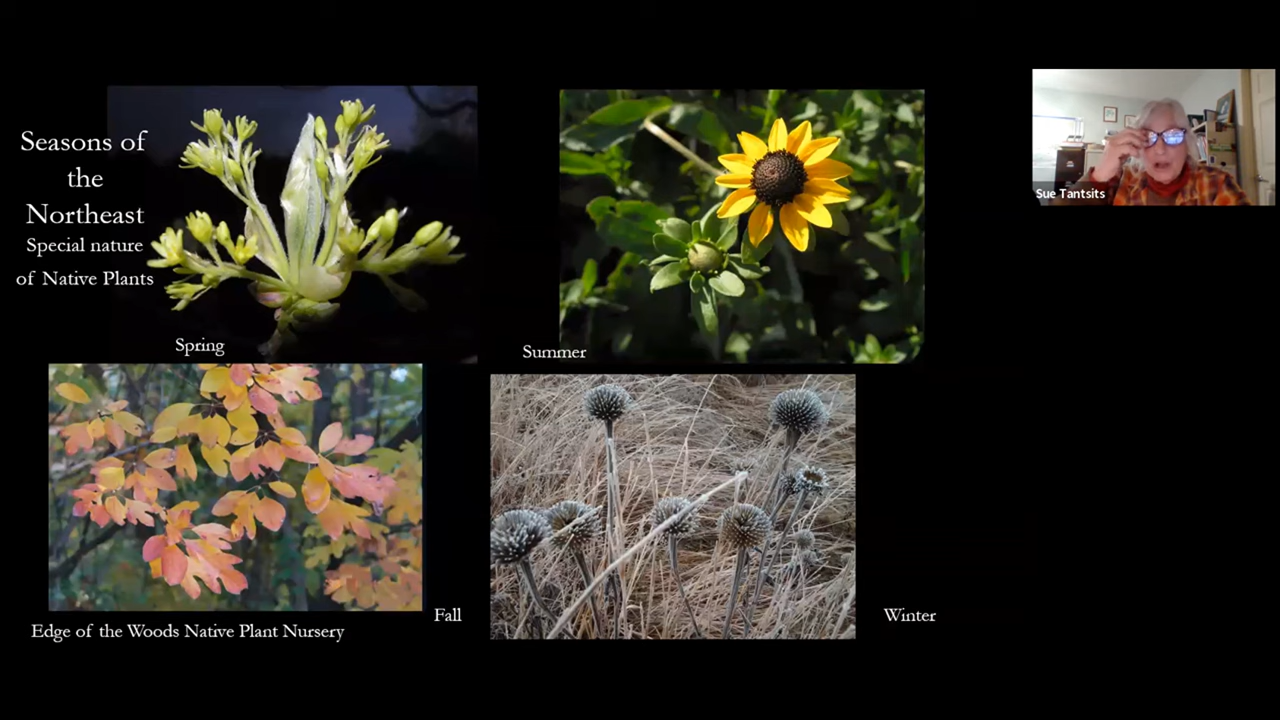 Seasons of
the
Northeast
Special nature
of Native Plants
Spring
Summer
Sue Tantsits
Fall
Winter
Edge of the Woods Native Plant Nursery